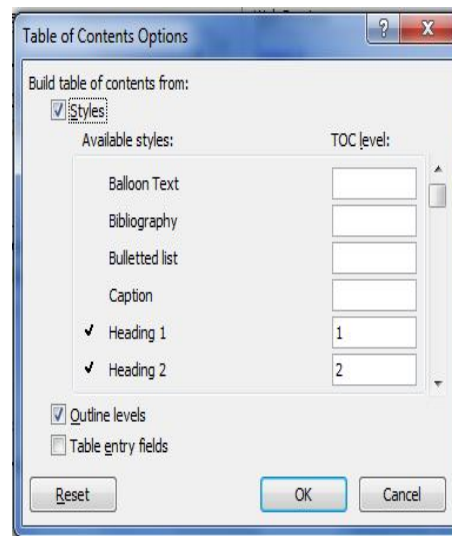 Table of Contents Options
? X
Build table of contents from:
Styles
Available styles: TOC level:
Balloon Text
Bibliography
Bulletted list
Caption
Heading 1 1
Heading 2 2
Outline levels
Table entry fields
Reset OK Cancel